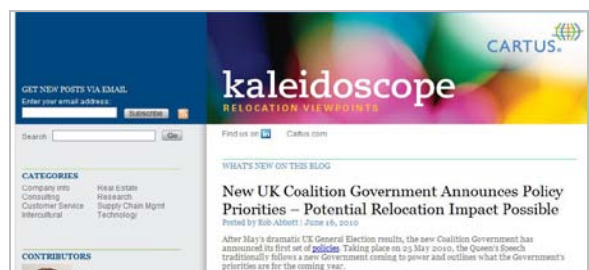 CARTUS
kaleidoscope
RELOCATION VIEWPOINTS
GET NEW POSTS VIA EMAIL
Enter your email address:
Subscribe
Search
Go
Find us on in Cartus.com
CATEGORIES
Company Info
Consulting
Customer Service
Intercultural
Real Estate
Research
Supply Chain Mgmt
Technology
CONTRIBUTORS
WHAT'S NEW ON THIS BLOG
New UK Coalition Government Announces Policy
Priorities – Potential Relocation Impact Possible
Posted by Rob Abbott | June 16, 2010
After May's dramatic UK General Election results, the new Coalition Government has
announced its first set of policies. Taking place on 25 May 2010, the Queen's Speech
traditionally follows a new Government coming to power and outlines what the Government's
priorities are for the coming year.